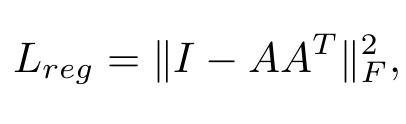 $L_{reg} = \|I - AA^T\|_F^2,$